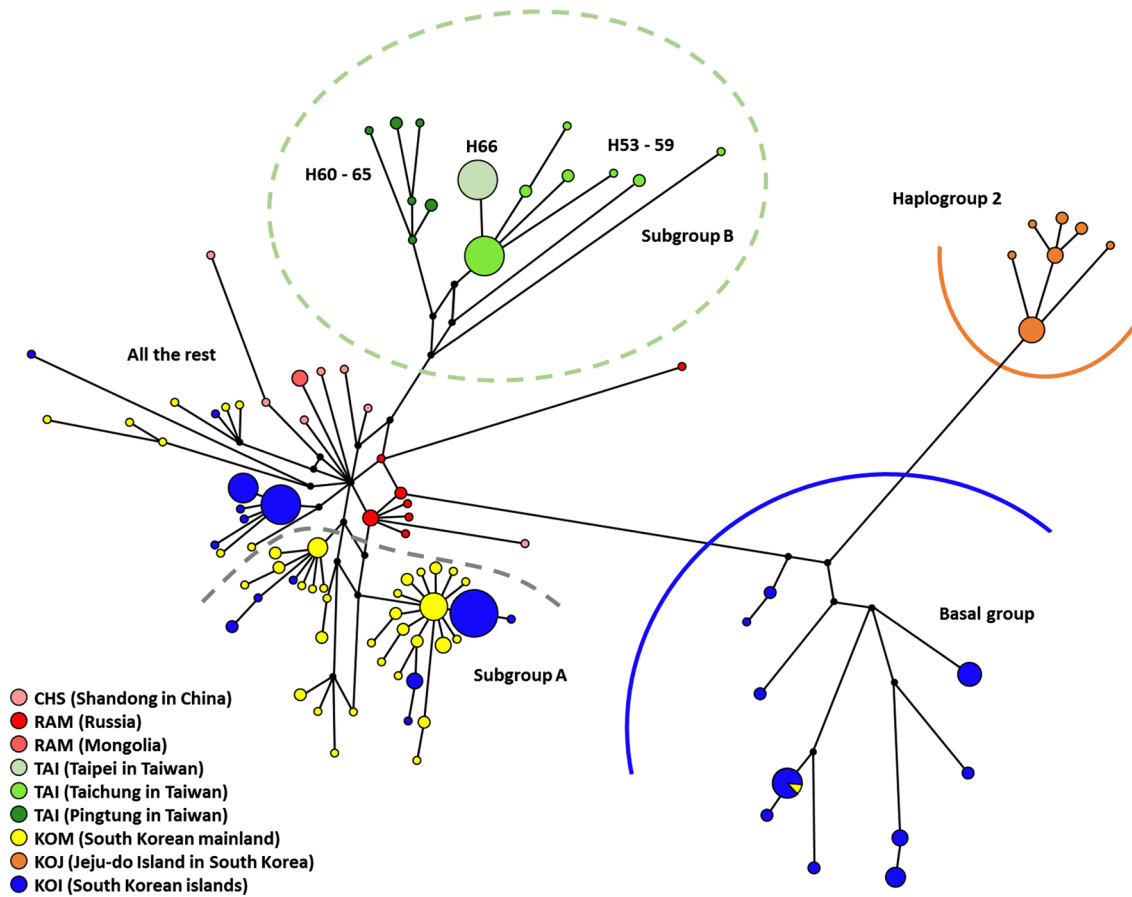 H66
H53 - 59
H60 - 65
Haplogroup 2
Subgroup B
All the rest
Basal group
Subgroup A
CHS (Shandong in China)
RAM (Russia)
RAM (Mongolia)
TAI (Taipei in Taiwan)
TAI (Taichung in Taiwan)
TAI (Pingtung in Taiwan)
KOM (South Korean mainland)
KOJ (Jeju-do Island in South Korea)
KOI (South Korean islands)